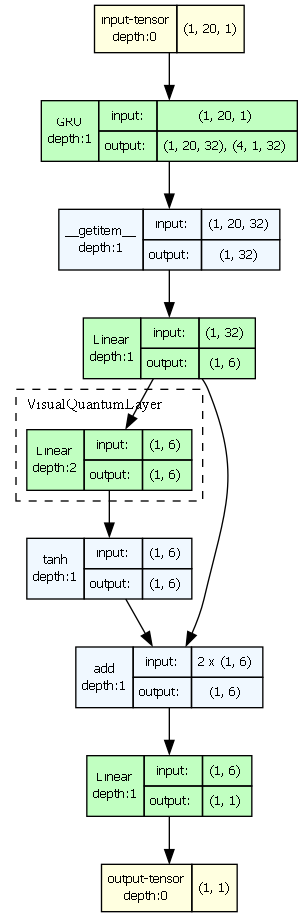 input-tensor
depth:0
(1, 20, 1)
GRU
depth:1
input:
(1, 20, 1)
output:
(1, 20, 32), (4, 1, 32)
__getitem__
depth:1
input:
(1, 20, 32)
output:
(1, 32)
Linear
depth:1
input:
(1, 32)
output:
(1, 6)
VisualQuantumLayer
Linear
depth:2
input:
(1, 6)
output:
(1, 6)
tanh
depth:1
input:
(1, 6)
output:
(1, 6)
add
depth:1
input:
2 x (1, 6)
output:
(1, 6)
Linear
depth:1
input:
(1, 6)
output:
(1, 1)
output-tensor
depth:0
(1, 1)